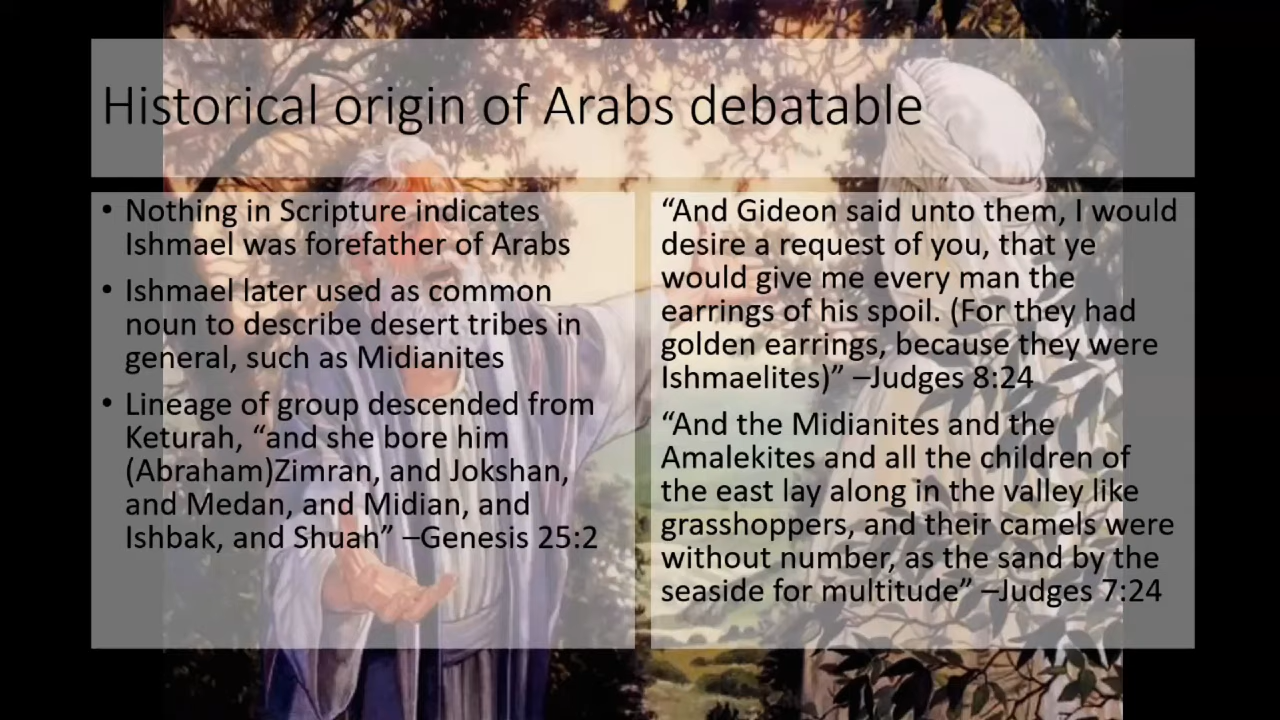 Historical origin of Arabs debatable
• Nothing in Scripture indicates
Ishmael was forefather of Arabs
• Ishmael later used as common
noun to describe desert tribes in
general, such as Midianites
• Lineage of group descended from
Keturah, “and she bore him
(Abraham)Zimran, and Jokshan,
and Medan, and Midian, and
Ishbak, and Shuah” –Genesis 25:2
“And Gideon said unto them, I would
desire a request of you, that ye
would give me every man the
earrings of his spoil. (For they had
golden earrings, because they were
Ishmaelites)” –Judges 8:24
“And the Midianites and the
Amalekites and all the children of
the east lay along in the valley like
grasshoppers, and their camels were
without number, as the sand by the
seaside for multitude” –Judges 7:24